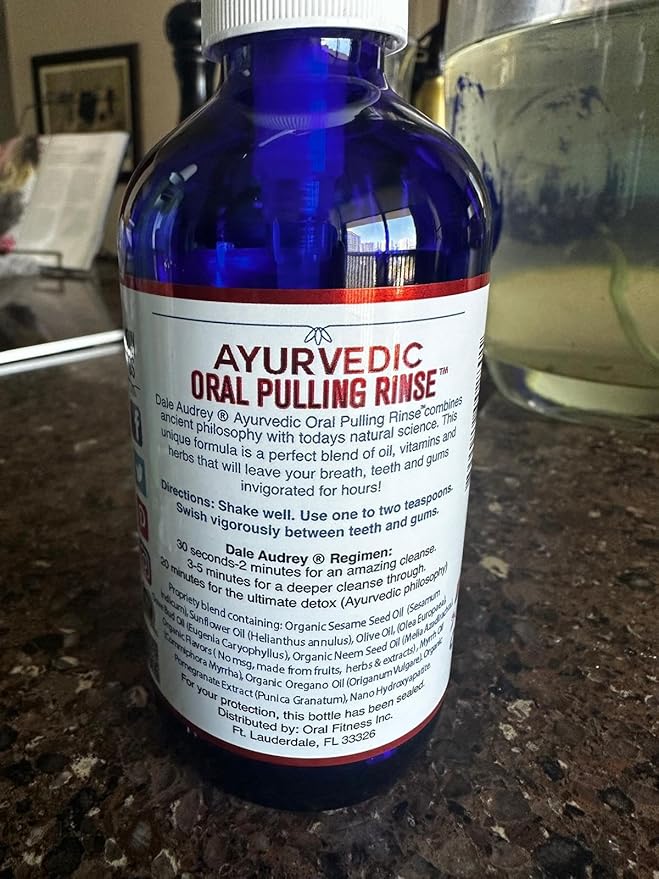 AYURVEDIC
ORAL PULLING RINSE™
Dale Audrey ® Ayurvedic Oral Pulling Rinse™ combines
ancient philosophy with todays natural science. This
unique formula is a perfect blend of oil, vitamins and
herbs that will leave your breath, teeth and gums
invigorated for hours!
Directions: Shake well. Use one to two teaspoons.
Swish vigorously between teeth and gums.
Dale Audrey ® Regimen:
30 seconds-2 minutes for an amazing cleanse.
3-5 minutes for a deeper cleanse through.
20 minutes for the ultimate detox (Ayurvedic philosophy)
Propriety blend containing: Organic Sesame Seed Oil (Sesamum
Indicum), Sunflower Oil (Helianthus annulus), Olive Oil, (Olea Europaea
Bud Oil (Eugenia Caryophyllus), Organic Neem Seed Oil (Melia
Organic Flavors ( No msg, made from fruits, herbs & extracts), Myrrh Oil
(Commiphora Myrrha), Organic Oregano Oil (Origanum Vulgare), Organic
Pomegranate Extract (Punica Granatum), Nano Hydroxyapatite
For your protection, this bottle has been sealed.
Distributed by: Oral Fitness Inc.
Ft. Lauderdale, FL 33326